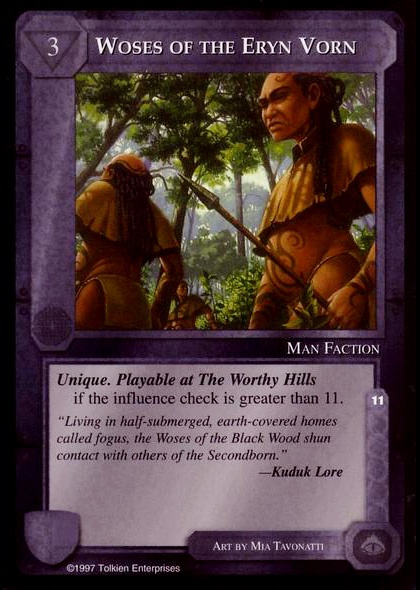 3
Woses of the Eryn Vorn
Man Faction
Unique. Playable at The Worthy Hills
if the influence check is greater than 11.
11
“Living in half-submerged, earth-covered homes
called fogus, the Woses of the Black Wood shun
contact with others of the Secondborn.”
—Kuduk Lore
Art by Mia Tavonatti
©1997 Tolkien Enterprises